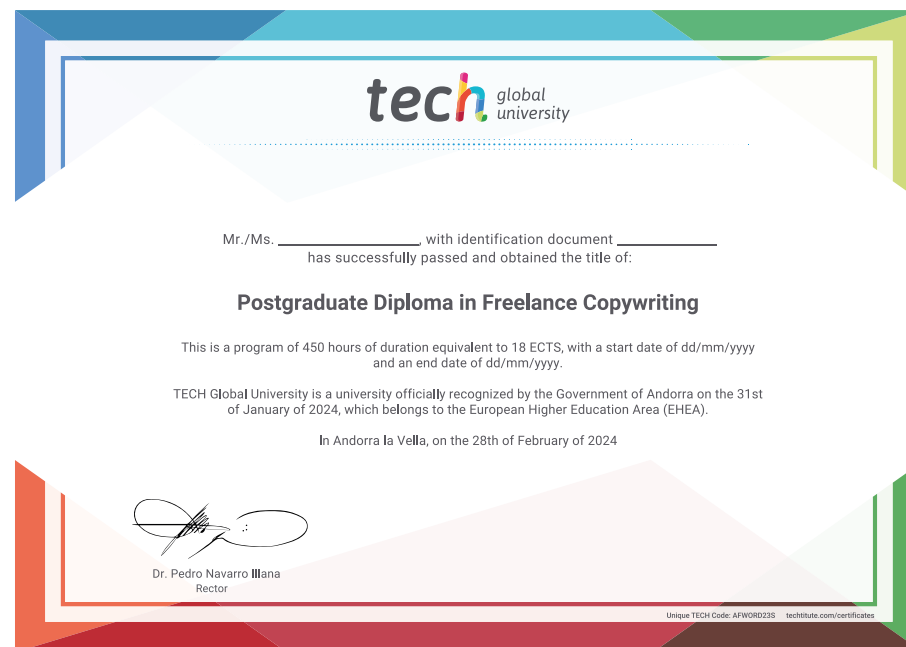 tech global
university
Mr./Ms. ____________, with identification document ____________
has successfully passed and obtained the title of:
Postgraduate Diploma in Freelance Copywriting
This is a program of 450 hours of duration equivalent to 18 ECTS, with a start date of dd/mm/yyyy
and an end date of dd/mm/yyyy.
TECH Global University is a university officially recognized by the Government of Andorra on the 31st
of January of 2024, which belongs to the European Higher Education Area (EHEA).
In Andorra la Vella, on the 28th of February of 2024
Dr. Pedro Navarro Illana
Rector
Unique TECH Code: AFWORD23S techtitute.com/certificates